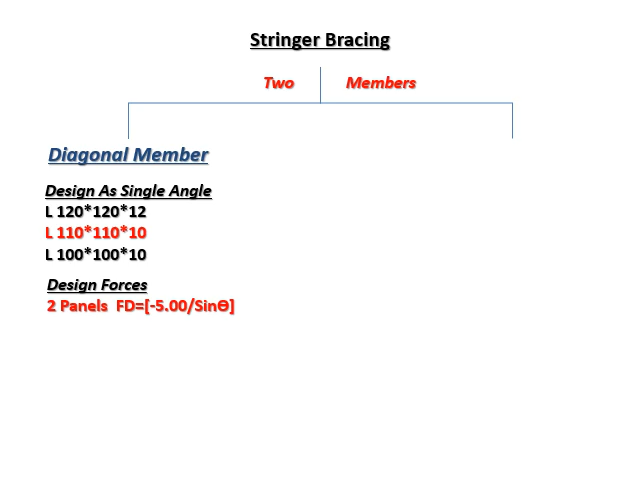 Stringer Bracing
Two Members
Diagonal Member
Design As Single Angle
L 120*120*12
L 110*110*10
L 100*100*10
Design Forces
2 Panels FD=[-5.00/SinƟ]